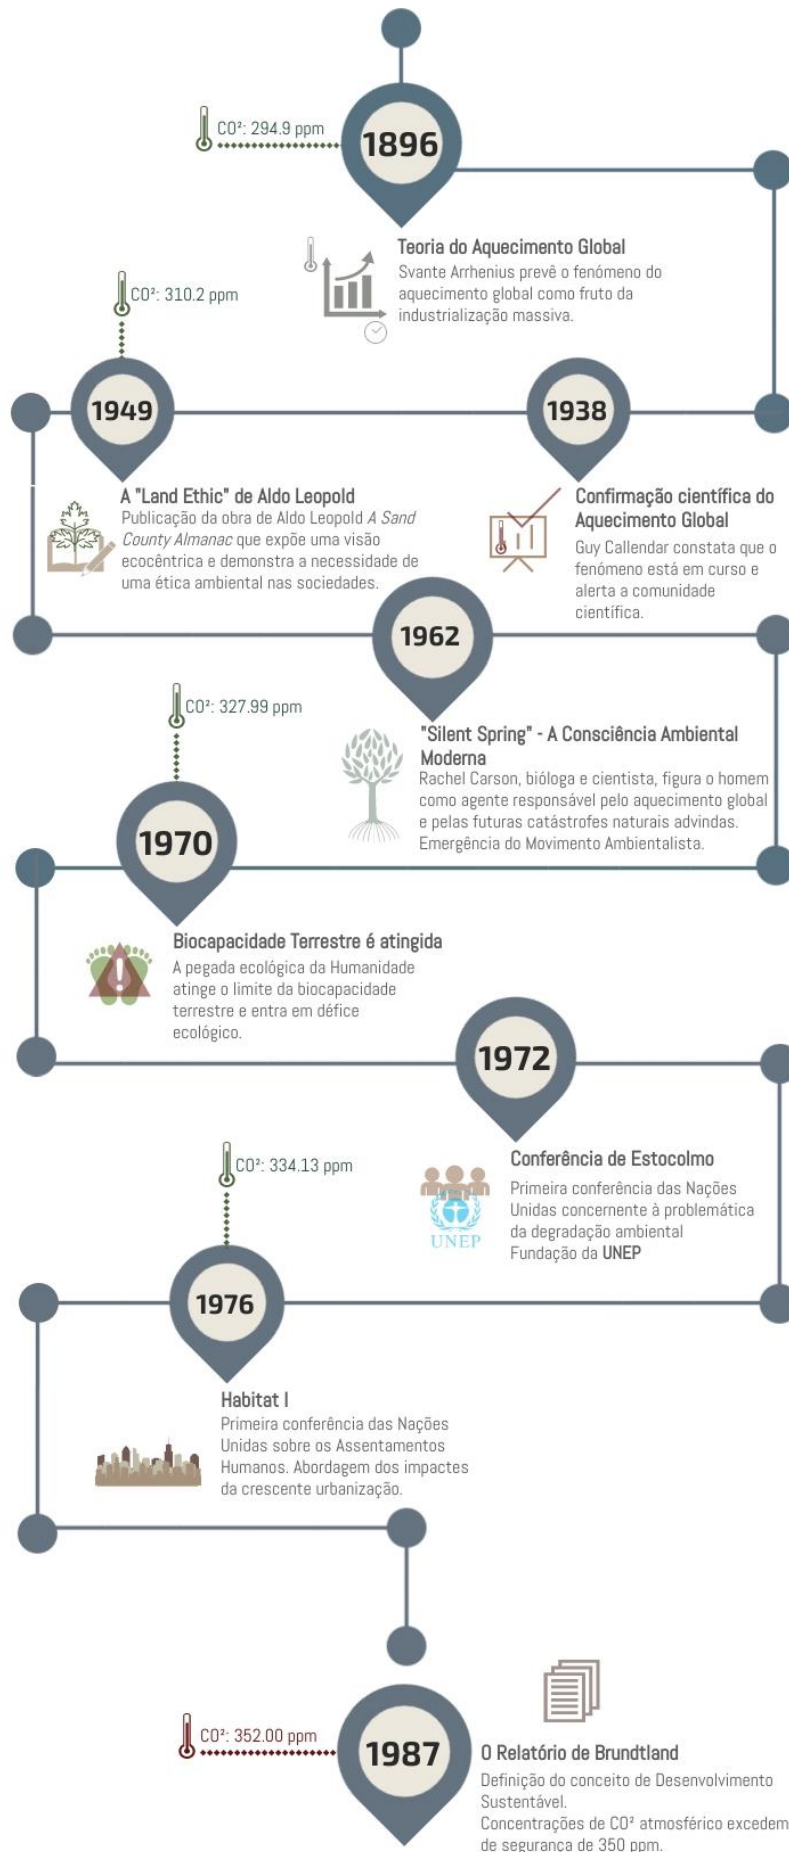 CO²: 294.9 ppm
1896
Teoria do Aquecimento Global
Svante Arrhenius prevê o fenómeno do
aquecimento global como fruto da
industrialização massiva.
1938
Confirmação científica do
Aquecimento Global
Guy Callendar constata que o
fenómeno está em curso e
alerta a comunidade
científica.
CO²: 310.2 ppm
1949
A "Land Ethic" de Aldo Leopold
Publicação da obra de Aldo Leopold A Sand
County Almanac que expõe uma visão
ecocêntrica e demonstra a necessidade de
uma ética ambiental nas sociedades.
1962
"Silent Spring" - A Consciência Ambiental
Moderna
Rachel Carson, bióloga e cientista, figura o homem
como agente responsável pelo aquecimento global
e pelas futuras catástrofes naturais advindas.
Emergência do Movimento Ambientalista.
CO²: 327.99 ppm
1970
Biocapacidade Terrestre é atingida
A pegada ecológica da Humanidade
atinge o limite da biocapacidade
terrestre e entra em défice
ecológico.
1972
Conferência de Estocolmo
Primeira conferência das Nações
Unidas concernente à problemática
da degradação ambiental
Fundação da UNEP
UNEP
CO²: 334.13 ppm
1976
Habitat I
Primeira conferência das Nações
Unidas sobre os Assentamentos
Humanos. Abordagem dos impactes
da crescente urbanização.
CO²: 352.00 ppm
1987
O Relatório de Brundtland
Definição do conceito de Desenvolvimento
Sustentável.
Concentrações de CO² atmosférico excedem
de segurança de 350 ppm.